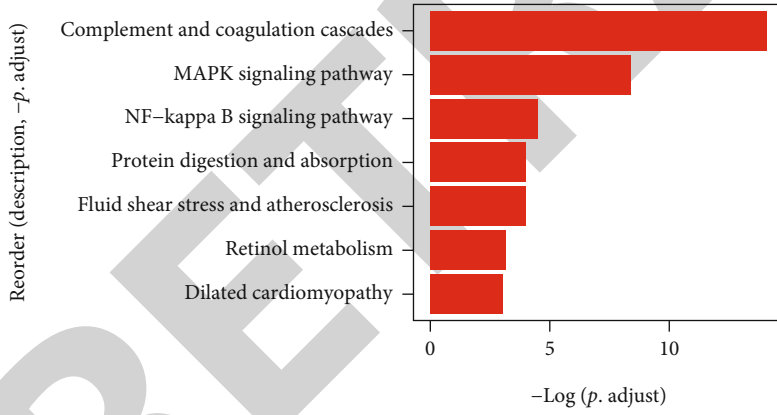 Reorder (description, −p. adjust)
Complement and coagulation cascades
MAPK signaling pathway
NF−kappa B signaling pathway
Protein digestion and absorption
Fluid shear stress and atherosclerosis
Retinol metabolism
Dilated cardiomyopathy
0 5 10
−Log (p. adjust)